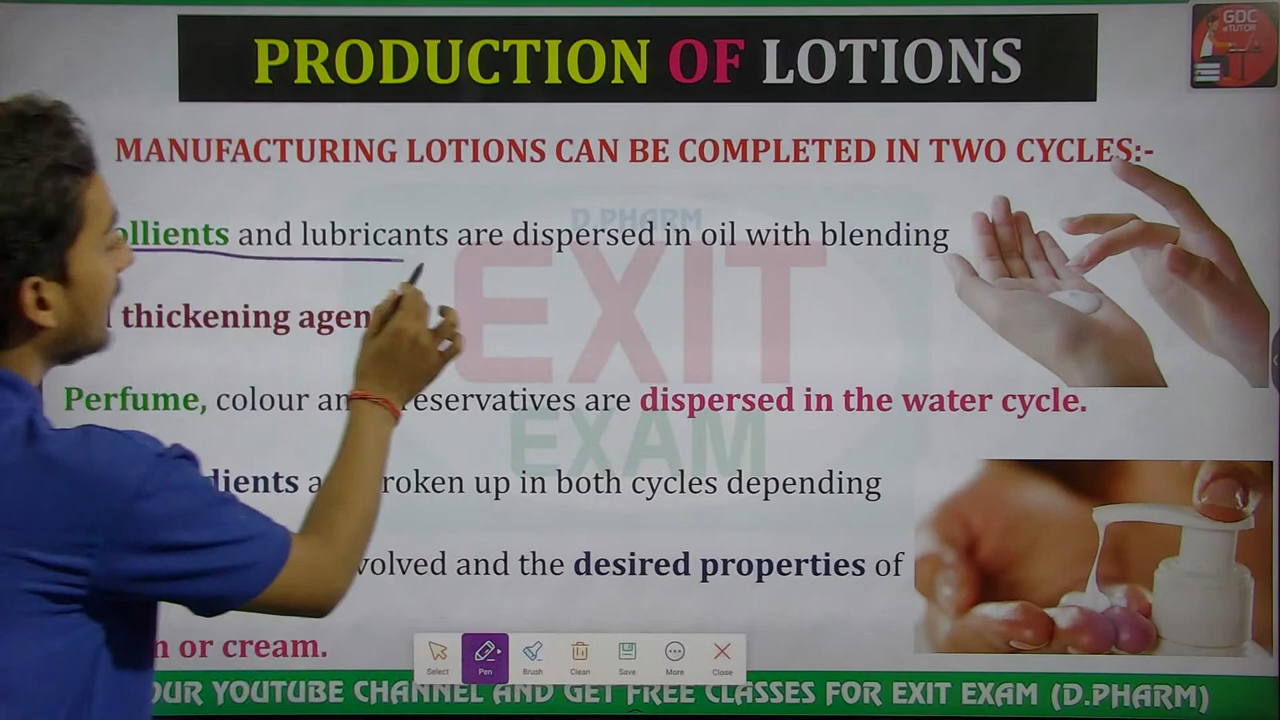 GDC
eTUTOR
PRODUCTION OF LOTIONS
MANUFACTURING LOTIONS CAN BE COMPLETED IN TWO CYCLES:-
ollients and lubricants are dispersed in oil with blending
thickening agen
D.PHARM
EXIT
EXAM
Perfume, colour an reservatives are dispersed in the water cycle.
dients a roken up in both cycles depending
volved and the desired properties of
n or cream.
Select Pen Brush Clean Save More Close
OUR YOUTUBE CHANNEL AND GET FREE CLASSES FOR EXIT EXAM (D.PHARM)